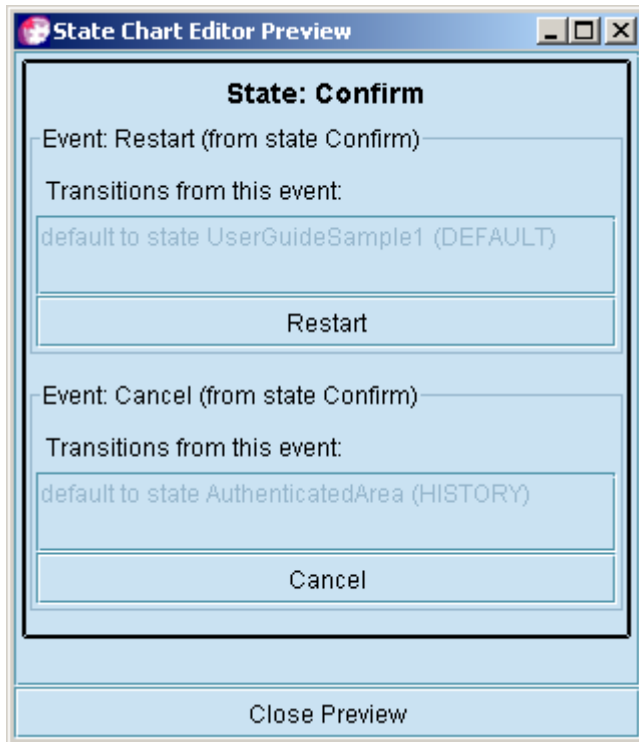 State Chart Editor Preview
State: Confirm
Event: Restart (from state Confirm)
Transitions from this event:
default to state UserGuideSample1 (DEFAULT)
Restart
Event: Cancel (from state Confirm)
Transitions from this event:
default to state AuthenticatedArea (HISTORY)
Cancel
Close Preview